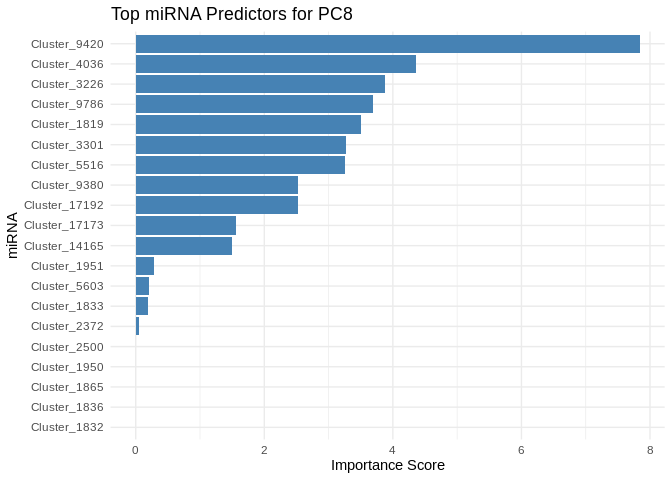 Top miRNA Predictors for PC8
miRNA
Cluster_9420
Cluster_4036
Cluster_3226
Cluster_9786
Cluster_1819
Cluster_3301
Cluster_5516
Cluster_9380
Cluster_17192
Cluster_17173
Cluster_14165
Cluster_1951
Cluster_5603
Cluster_1833
Cluster_2372
Cluster_2500
Cluster_1950
Cluster_1865
Cluster_1836
Cluster_1832
0 2 4 6 8
Importance Score